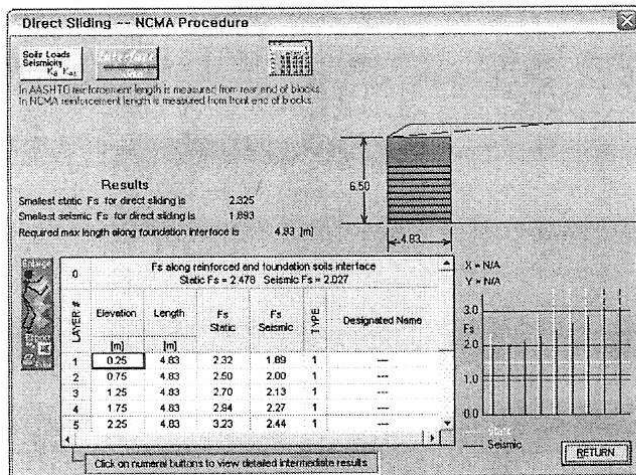 Direct Sliding -- NCMA Procedure
Soils Loads
Seismicity
Ka Kae
In AASHTO reinforcement length is measured from rear end of blocks.
In NCMA reinforcement length is measured from front end of blocks.
6.50
4.83
Results
Smallest static Fs for direct sliding is 2.325
Smallest seismic Fs for direct sliding is 1.893
Required max length along foundation interface is 4.83 [m]
0 Fs along reinforced and foundation soils interface
Static Fs = 2.478 Seismic Fs = 2.027
LAYER # Elevation [m] Length [m] Fs Static Fs Seismic TYPE Designated Name
1 0.25 4.83 2.32 1.89 1 ---
2 0.75 4.83 2.50 2.00 1 ---
3 1.25 4.83 2.70 2.13 1 ---
4 1.75 4.83 2.94 2.27 1 ---
5 2.25 4.83 3.23 2.44 1 ---
X = N/A
Y = N/A
3.0
Fs
2.0
1.0
0.0
Static
Seismic
Click on numeral buttons to view detailed intermediate results
RETURN